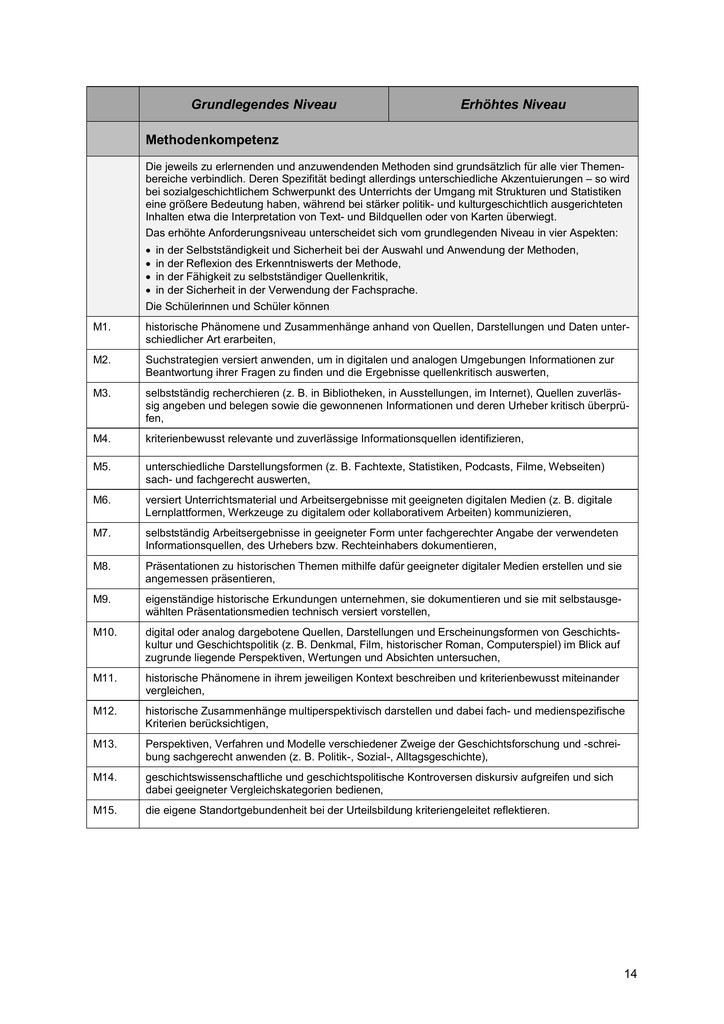 Grundlegendes Niveau Erhöhtes Niveau
Methodenkompetenz
Die jeweils zu erlernenden und anzuwendenden Methoden sind grundsätzlich für alle vier Themen-
bereiche verbindlich. Deren Spezifität bedingt allerdings unterschiedliche Akzentuierungen – so wird
bei sozialgeschichtlichem Schwerpunkt des Unterrichts der Umgang mit Strukturen und Statistiken
eine größere Bedeutung haben, während bei stärker politik- und kulturgeschichtlich ausgerichteten
Inhalten etwa die Interpretation von Text- und Bildquellen oder von Karten überwiegt.
Das erhöhte Anforderungsniveau unterscheidet sich vom grundlegenden Niveau in vier Aspekten:
• in der Selbstständigkeit und Sicherheit bei der Auswahl und Anwendung der Methoden,
• in der Reflexion des Erkenntniswerts der Methode,
• in der Fähigkeit zu selbstständiger Quellenkritik,
• in der Sicherheit in der Verwendung der Fachsprache.
Die Schülerinnen und Schüler können
M1. historische Phänomene und Zusammenhänge anhand von Quellen, Darstellungen und Daten unter-
schiedlicher Art erarbeiten,
M2. Suchstrategien versiert anwenden, um in digitalen und analogen Umgebungen Informationen zur
Beantwortung ihrer Fragen zu finden und die Ergebnisse quellenkritisch auswerten,
M3. selbstständig recherchieren (z. B. in Bibliotheken, in Ausstellungen, im Internet), Quellen zuverläs-
sig angeben und belegen sowie die gewonnenen Informationen und deren Urheber kritisch überprü-
fen,
M4. kriterienbewusst relevante und zuverlässige Informationsquellen identifizieren,
M5. unterschiedliche Darstellungsformen (z. B. Fachtexte, Statistiken, Podcasts, Filme, Webseiten)
sach- und fachgerecht auswerten,
M6. versiert Unterrichtsmaterial und Arbeitsergebnisse mit geeigneten digitalen Medien (z. B. digitale
Lernplattformen, Werkzeuge zu digitalem oder kollaborativem Arbeiten) kommunizieren,
M7. selbstständig Arbeitsergebnisse in geeigneter Form unter fachgerechter Angabe der verwendeten
Informationsquellen, des Urhebers bzw. Rechteinhabers dokumentieren,
M8. Präsentationen zu historischen Themen mithilfe dafür geeigneter digitaler Medien erstellen und sie
angemessen präsentieren,
M9. eigenständige historische Erkundungen unternehmen, sie dokumentieren und sie mit selbstausge-
wählten Präsentationsmedien technisch versiert vorstellen,
M10. digital oder analog dargebotene Quellen, Darstellungen und Erscheinungsformen von Geschichts-
kultur und Geschichtspolitik (z. B. Denkmal, Film, historischer Roman, Computerspiel) im Blick auf
zugrunde liegende Perspektiven, Wertungen und Absichten untersuchen,
M11. historische Phänomene in ihrem jeweiligen Kontext beschreiben und kriterienbewusst miteinander
vergleichen,
M12. historische Zusammenhänge multiperspektivisch darstellen und dabei fach- und medienspezifische
Kriterien berücksichtigen,
M13. Perspektiven, Verfahren und Modelle verschiedener Zweige der Geschichtsforschung und -schrei-
bung sachgerecht anwenden (z. B. Politik-, Sozial-, Alltagsgeschichte),
M14. geschichtswissenschaftliche und geschichtspolitische Kontroversen diskursiv aufgreifen und sich
dabei geeigneter Vergleichskategorien bedienen,
M15. die eigene Standortgebundenheit bei der Urteilsbildung kriteriengeleitet reflektieren.
14